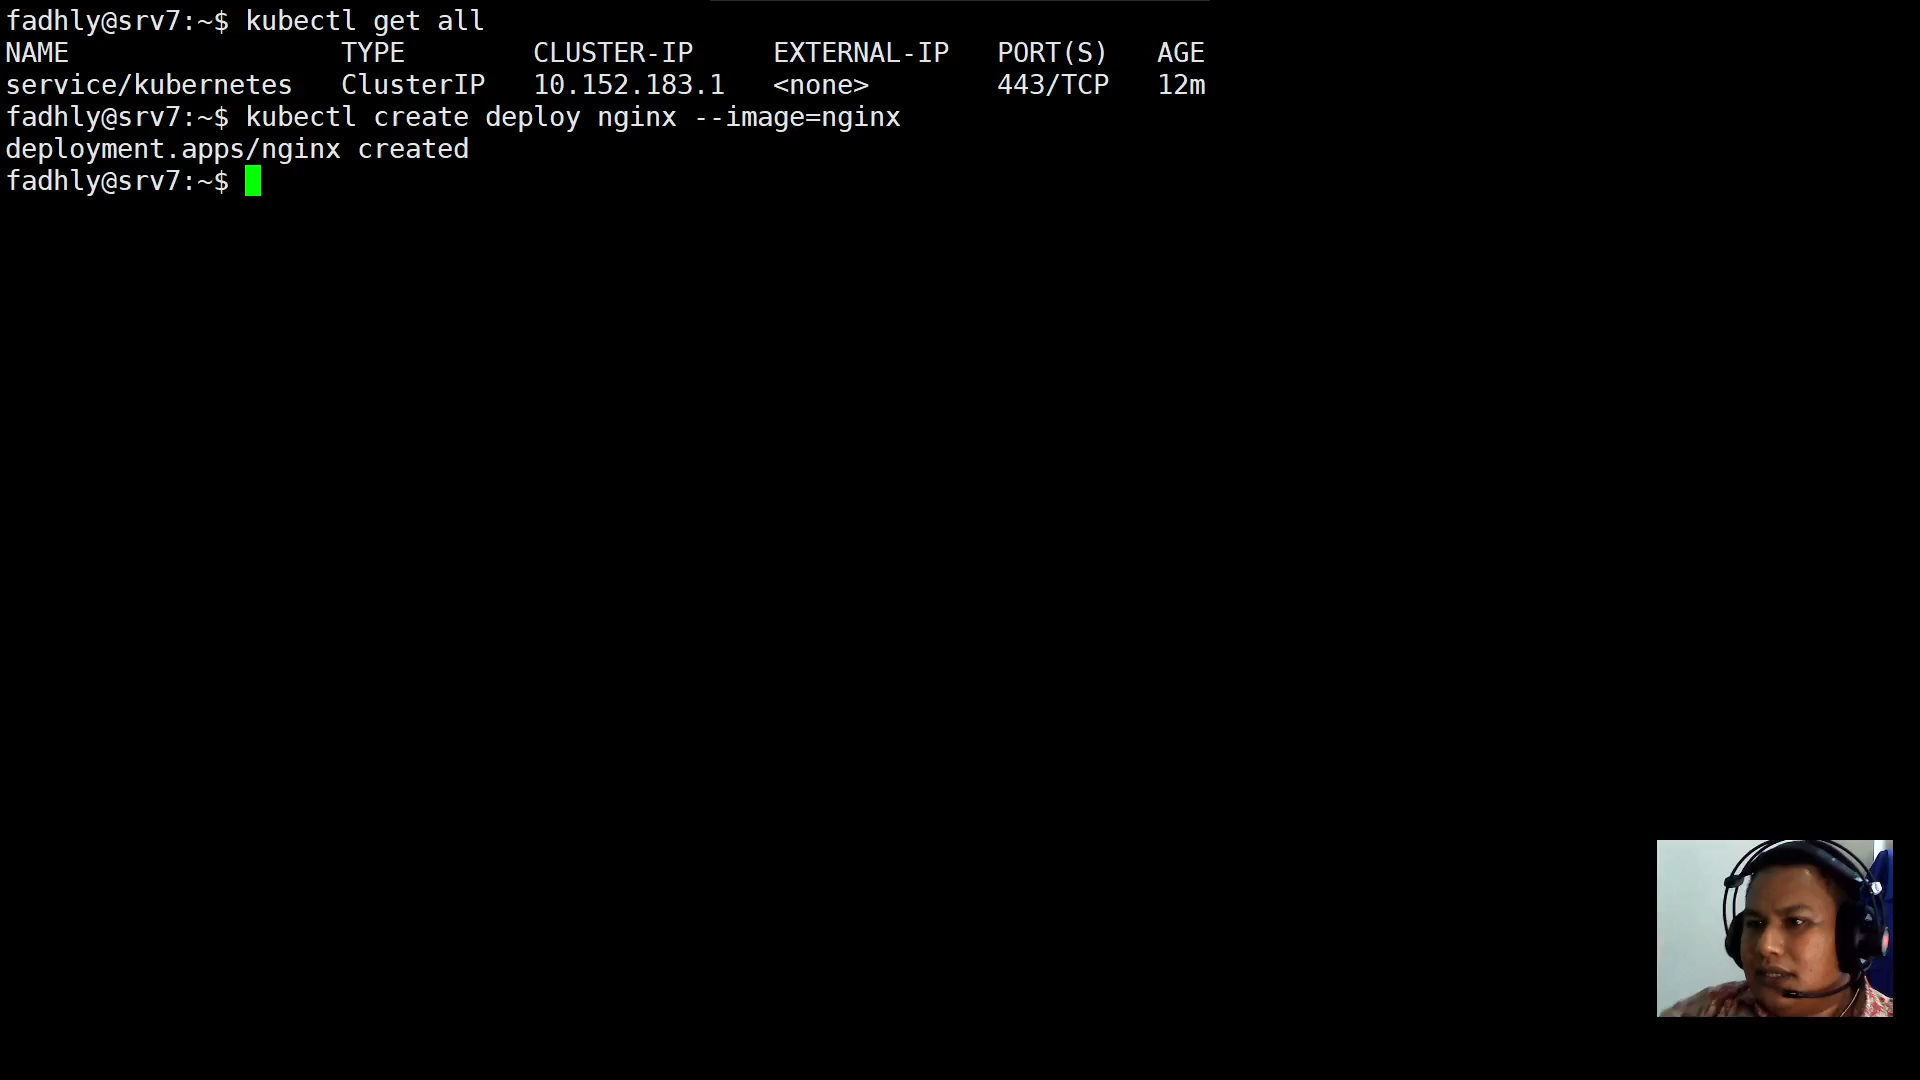 fadhly@srv7:~$ kubectl get all
NAME                 TYPE        CLUSTER-IP     EXTERNAL-IP   PORT(S)   AGE
service/kubernetes   ClusterIP   10.152.183.1   <none>        443/TCP   12m
fadhly@srv7:~$ kubectl create deploy nginx --image=nginx
deployment.apps/nginx created
fadhly@srv7:~$